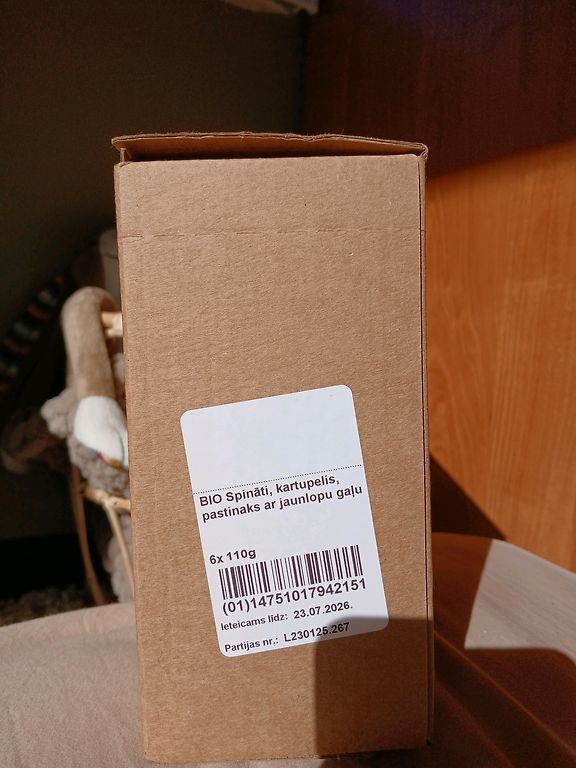 BIO Spināti, kartupelis,
pastinaks ar jaunlopu gaļu
6x 110g
(01)14751017942151
Ieteicams līdz: 23.07.2026.
Partijas nr.: L230125.267